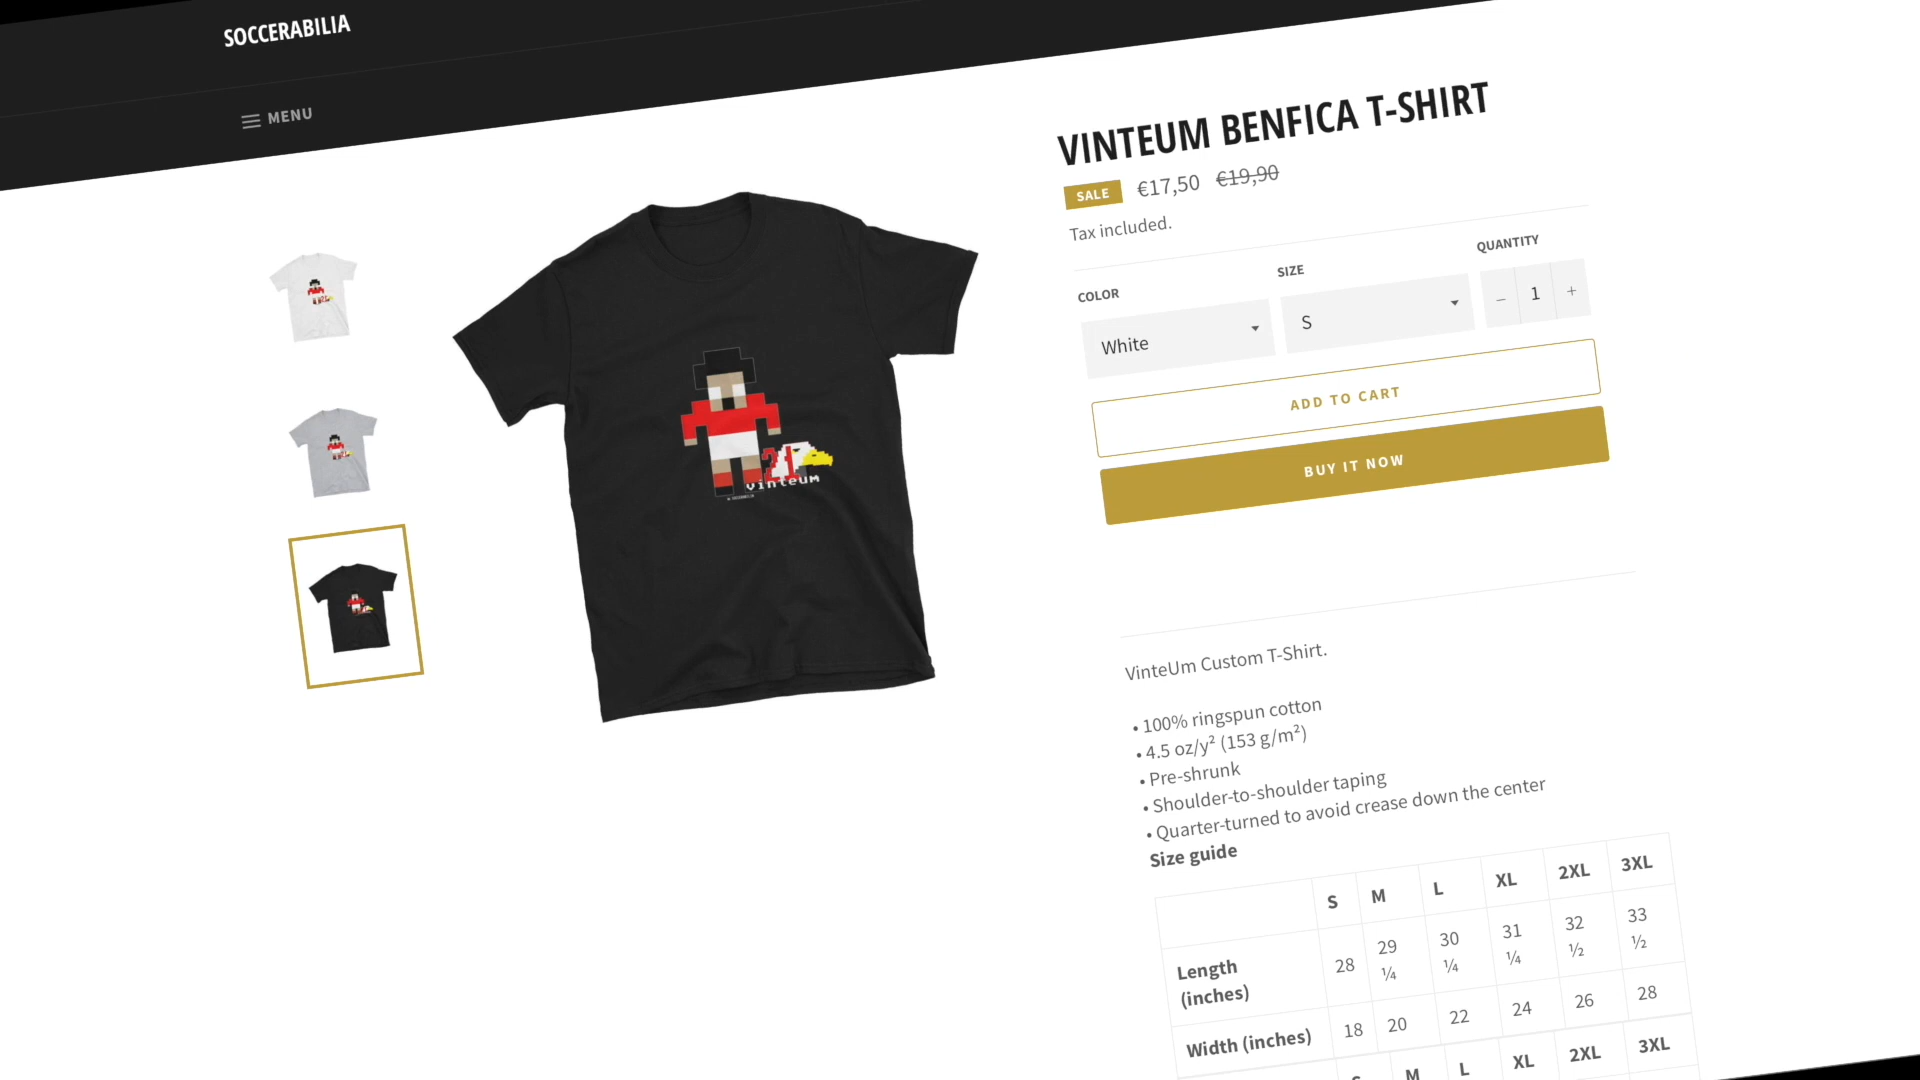 SOCCERABILIA
MENU
VINTEUM BENFICA T-SHIRT
SALE €17,50 €19,90
Tax included.
COLOR SIZE QUANTITY
White S – 1 +
ADD TO CART
BUY IT NOW
21
vinteum
VinteUm Custom T-Shirt.
• 100% ringspun cotton
• 4.5 oz/y² (153 g/m²)
• Pre-shrunk
• Shoulder-to-shoulder taping
• Quarter-turned to avoid crease down the center
Size guide
S M L XL 2XL 3XL
Length (inches) 28 29 ¼ 30 ¼ 31 ¼ 32 ½ 33 ½
Width (inches) 18 20 22 24 26 28
S M L XL 2XL 3XL